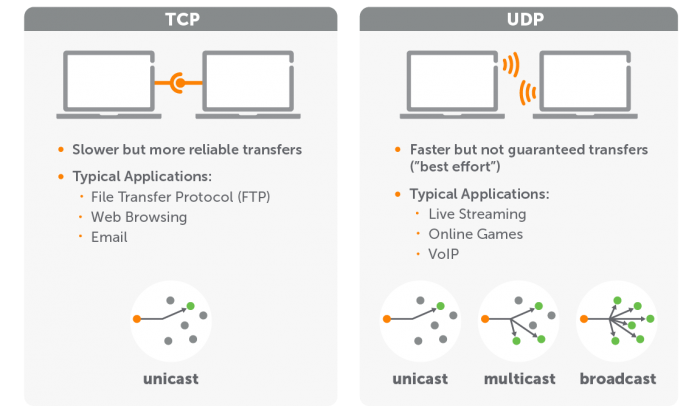 TCP
Slower but more reliable transfers
Typical Applications:
File Transfer Protocol (FTP)
Web Browsing
Email
unicast
UDP
Faster but not guaranteed transfers
("best effort")
Typical Applications:
Live Streaming
Online Games
VoIP
unicast multicast broadcast